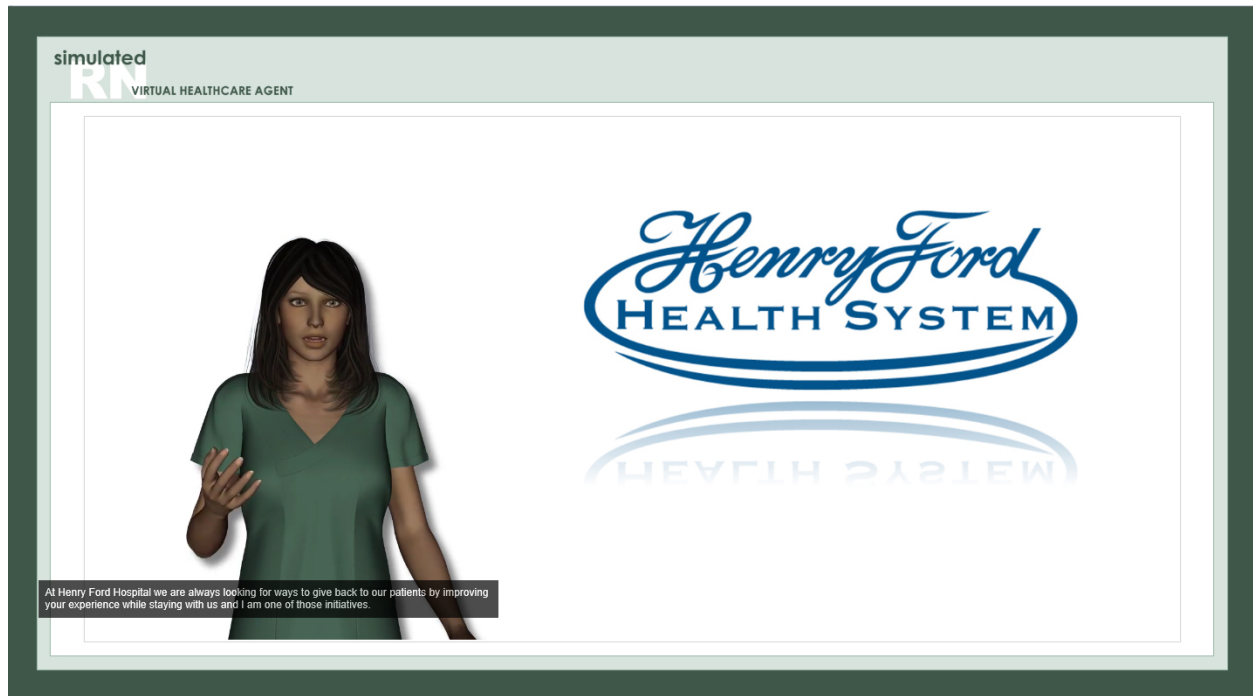 simulated
RN
VIRTUAL HEALTHCARE AGENT
Henry Ford
HEALTH SYSTEM
HEALTH SYSTEM
At Henry Ford Hospital we are always looking for ways to give back to our patients by improving
your experience while staying with us and I am one of those initiatives.